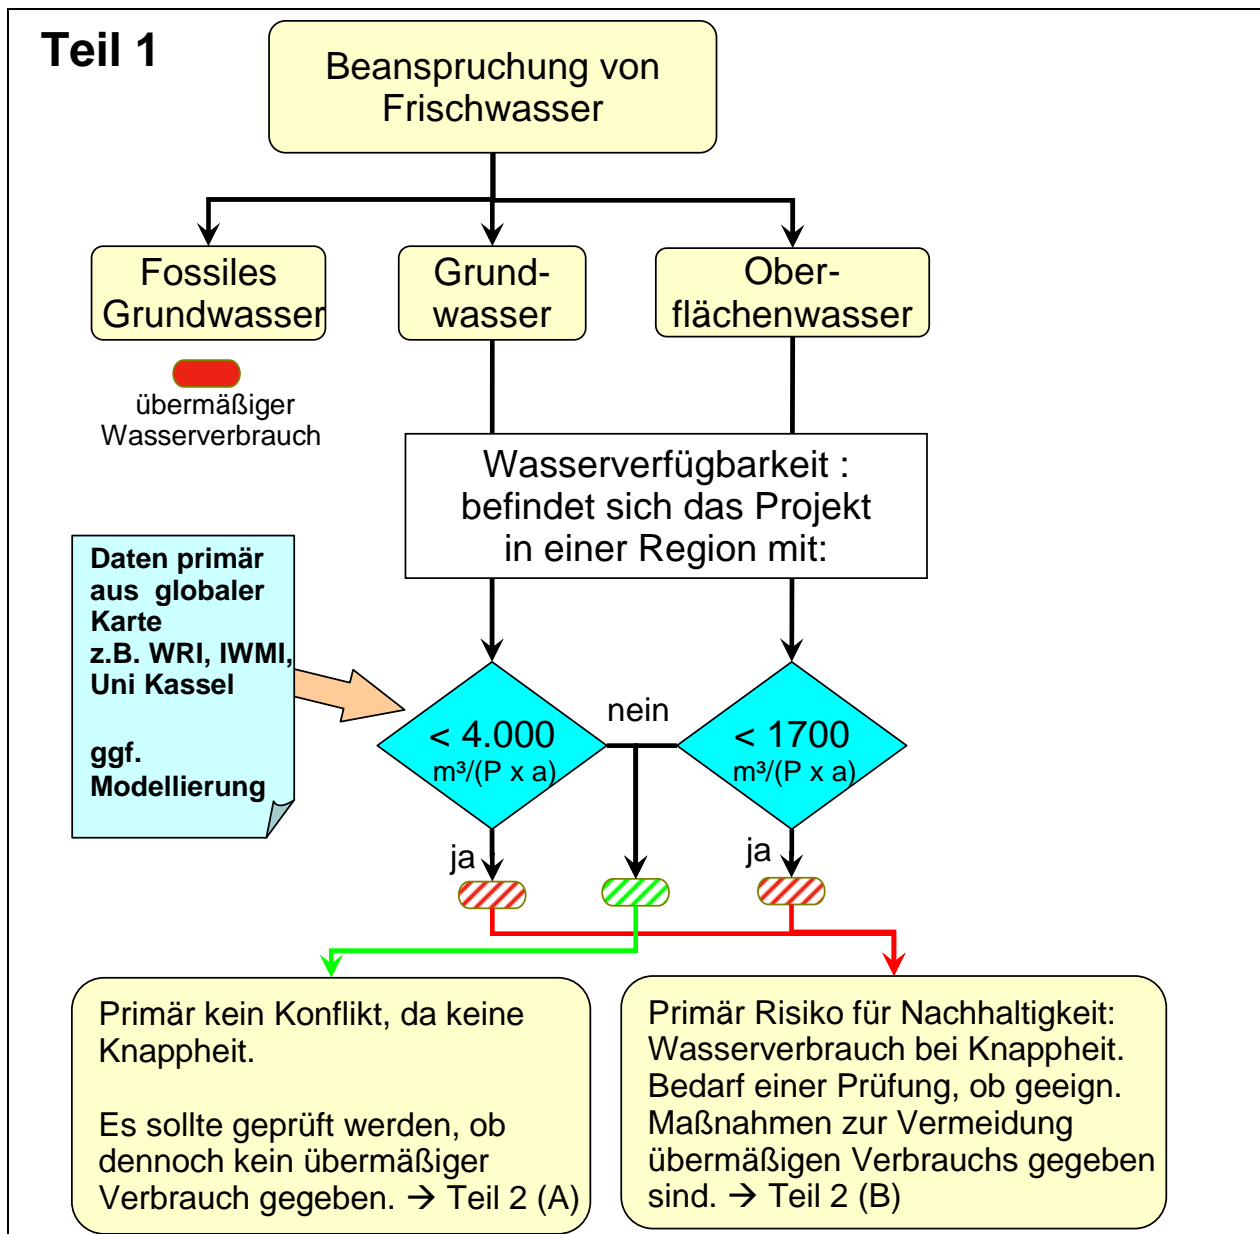 Teil 1
Beanspruchung von
Frischwasser
Fossiles
Grundwasser
Grund-
wasser
Ober-
flächenwasser
übermäßiger
Wasserverbrauch
Wasserverfügbarkeit :
befindet sich das Projekt
in einer Region mit:
Daten primär
aus globaler
Karte
z.B. WRI, IWMI,
Uni Kassel
ggf.
Modellierung
< 4.000
m³/(P x a)
nein
< 1700
m³/(P x a)
ja
ja
Primär kein Konflikt, da keine
Knappheit.
Es sollte geprüft werden, ob
dennoch kein übermäßiger
Verbrauch gegeben. → Teil 2 (A)
Primär Risiko für Nachhaltigkeit:
Wasserverbrauch bei Knappheit.
Bedarf einer Prüfung, ob geeign.
Maßnahmen zur Vermeidung
übermäßigen Verbrauchs gegeben
sind. → Teil 2 (B)